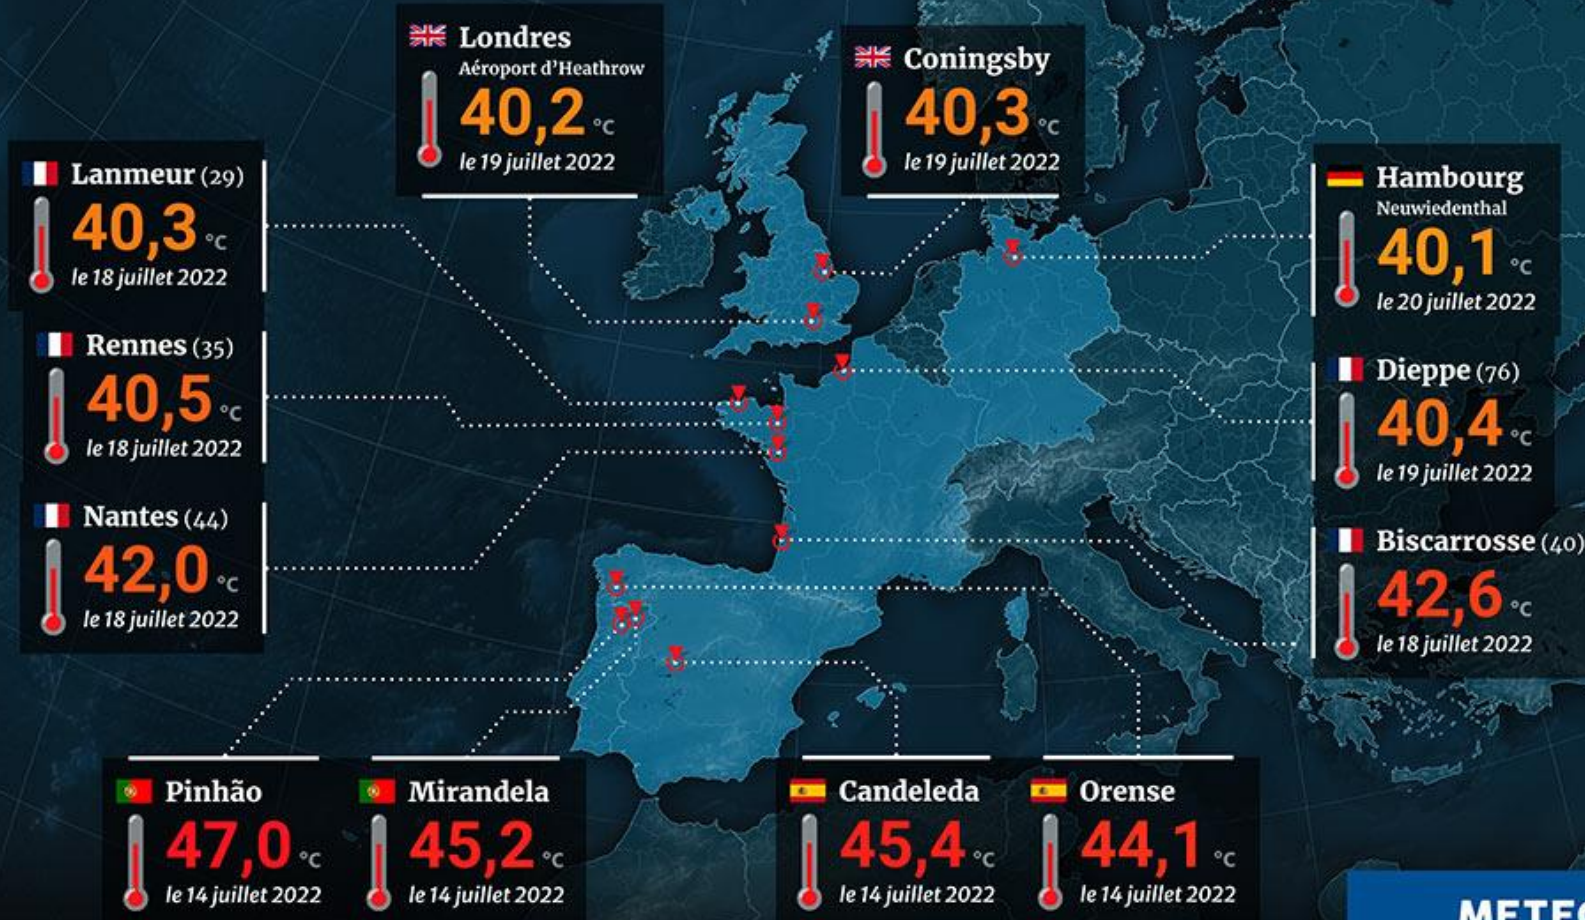 Londres
Aéroport d'Heathrow
40,2 °C
le 19 juillet 2022
Coningsby
40,3 °C
le 19 juillet 2022
Lanmeur (29)
40,3 °C
le 18 juillet 2022
Hambourg
Neuwiedenthal
40,1 °C
le 20 juillet 2022
Rennes (35)
40,5 °C
le 18 juillet 2022
Dieppe (76)
40,4 °C
le 19 juillet 2022
Nantes (44)
42,0 °C
le 18 juillet 2022
Biscarrosse (40)
42,6 °C
le 18 juillet 2022
Pinhão
47,0 °C
le 14 juillet 2022
Mirandela
45,2 °C
le 14 juillet 2022
Candeleda
45,4 °C
le 14 juillet 2022
Orense
44,1 °C
le 14 juillet 2022